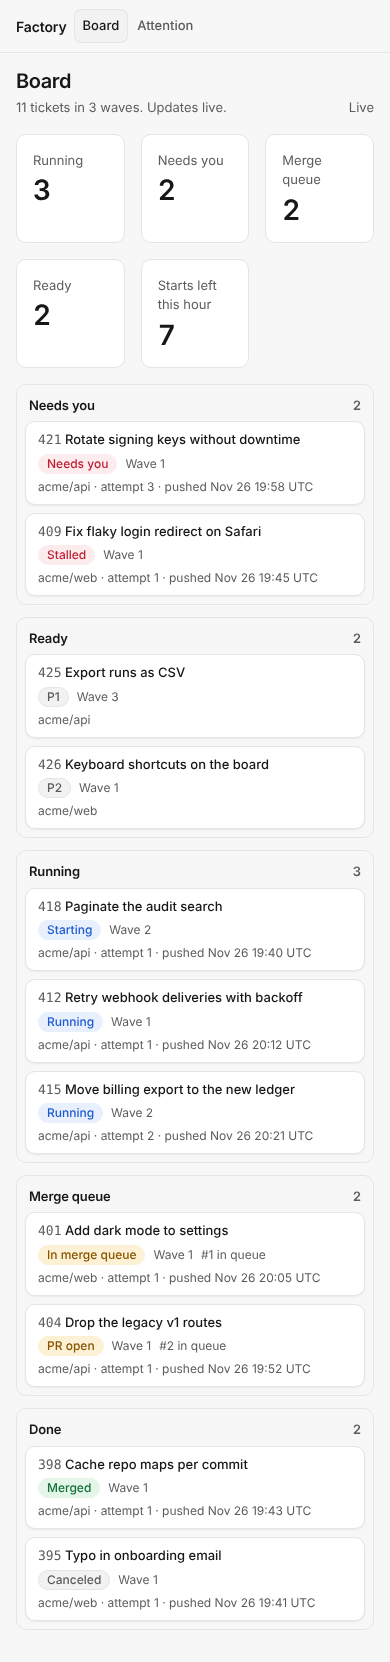 Factory Board Attention
Board
11 tickets in 3 waves. Updates live. Live
Running
3
Needs you
2
Merge
queue
2
Ready
2
Starts left
this hour
7
Needs you 2
421 Rotate signing keys without downtime
Needs you Wave 1
acme/api · attempt 3 · pushed Nov 26 19:58 UTC
409 Fix flaky login redirect on Safari
Stalled Wave 1
acme/web · attempt 1 · pushed Nov 26 19:45 UTC
Ready 2
425 Export runs as CSV
P1 Wave 3
acme/api
426 Keyboard shortcuts on the board
P2 Wave 1
acme/web
Running 3
418 Paginate the audit search
Starting Wave 2
acme/api · attempt 1 · pushed Nov 26 19:40 UTC
412 Retry webhook deliveries with backoff
Running Wave 1
acme/api · attempt 1 · pushed Nov 26 20:12 UTC
415 Move billing export to the new ledger
Running Wave 2
acme/api · attempt 2 · pushed Nov 26 20:21 UTC
Merge queue 2
401 Add dark mode to settings
In merge queue Wave 1 #1 in queue
acme/web · attempt 1 · pushed Nov 26 20:05 UTC
404 Drop the legacy v1 routes
PR open Wave 1 #2 in queue
acme/api · attempt 1 · pushed Nov 26 19:52 UTC
Done 2
398 Cache repo maps per commit
Merged Wave 1
acme/api · attempt 1 · pushed Nov 26 19:43 UTC
395 Typo in onboarding email
Canceled Wave 1
acme/web · attempt 1 · pushed Nov 26 19:41 UTC